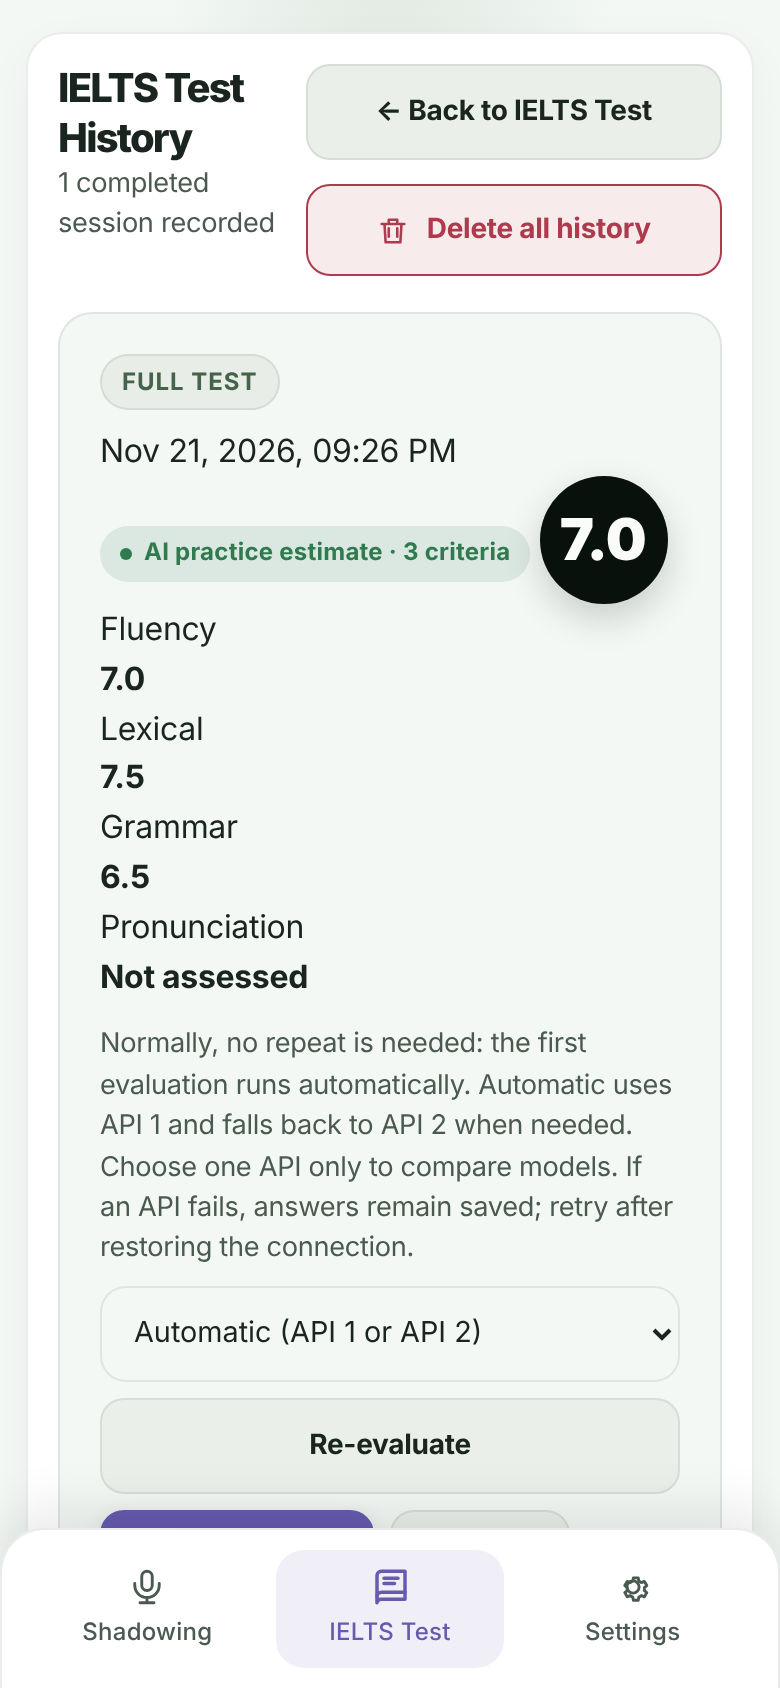 IELTS Test
History
1 completed
session recorded
← Back to IELTS Test
Delete all history
FULL TEST
Nov 21, 2026, 09:26 PM
AI practice estimate · 3 criteria
7.0
Fluency
7.0
Lexical
7.5
Grammar
6.5
Pronunciation
Not assessed
Normally, no repeat is needed: the first
evaluation runs automatically. Automatic uses
API 1 and falls back to API 2 when needed.
Choose one API only to compare models. If
an API fails, answers remain saved; retry after
restoring the connection.
Automatic (API 1 or API 2)
Re-evaluate
Shadowing
IELTS Test
Settings